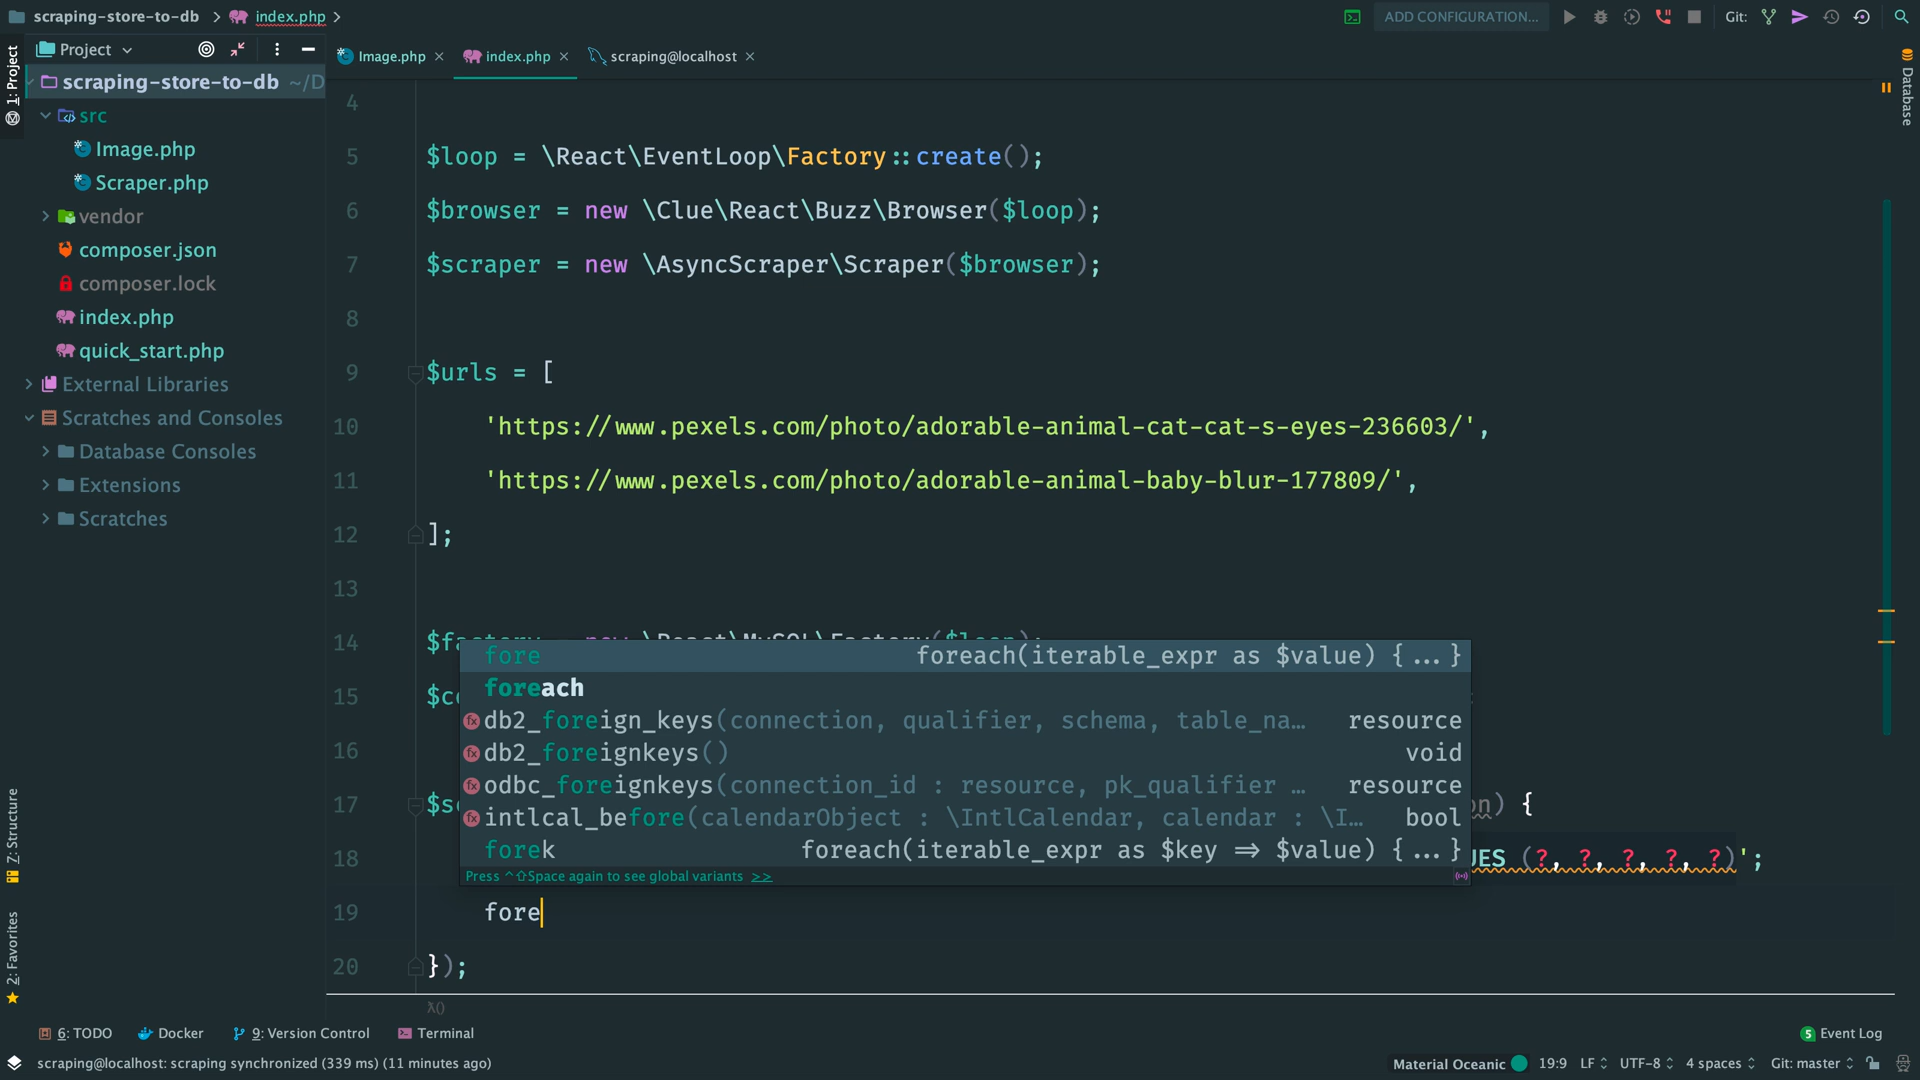 scraping-store-to-db
index.php
ADD CONFIGURATION...
Git:
Project
Image.php
index.php
scraping@localhost
1: Project
Database
scraping-store-to-db ~/D
src
Image.php
Scraper.php
vendor
composer.json
composer.lock
index.php
quick_start.php
External Libraries
Scratches and Consoles
Database Consoles
Extensions
Scratches
7: Structure
2: Favorites
4
5 $loop = \React\EventLoop\Factory::create();
6 $browser = new \Clue\React\Buzz\Browser($loop);
7 $scraper = new \AsyncScraper\Scraper($browser);
8
9 $urls = [
10 'https://www.pexels.com/photo/adorable-animal-cat-cat-s-eyes-236603/',
11 'https://www.pexels.com/photo/adorable-animal-baby-blur-177809/',
12 ];
13
14 $factory = new \React\MySQL\Factory($loop);
15
16
17 {
18 (?, ?, ?, ?, ?)';
19 fore
20 });
fore foreach(iterable_expr as $value) {...}
foreach
db2_foreign_keys(connection, qualifier, schema, table_na... resource
db2_foreignkeys() void
odbc_foreignkeys(connection_id : resource, pk_qualifier … resource
intlcal_before(calendarObject : \IntlCalendar, calendar : \I… bool
forek foreach(iterable_expr as $key => $value) {...}
Press ^⇧Space again to see global variants >>
λ()
6: TODO
Docker
9: Version Control
Terminal
5 Event Log
scraping@localhost: scraping synchronized (339 ms) (11 minutes ago)
Material Oceanic
19:9
LF
UTF-8
4 spaces
Git: master